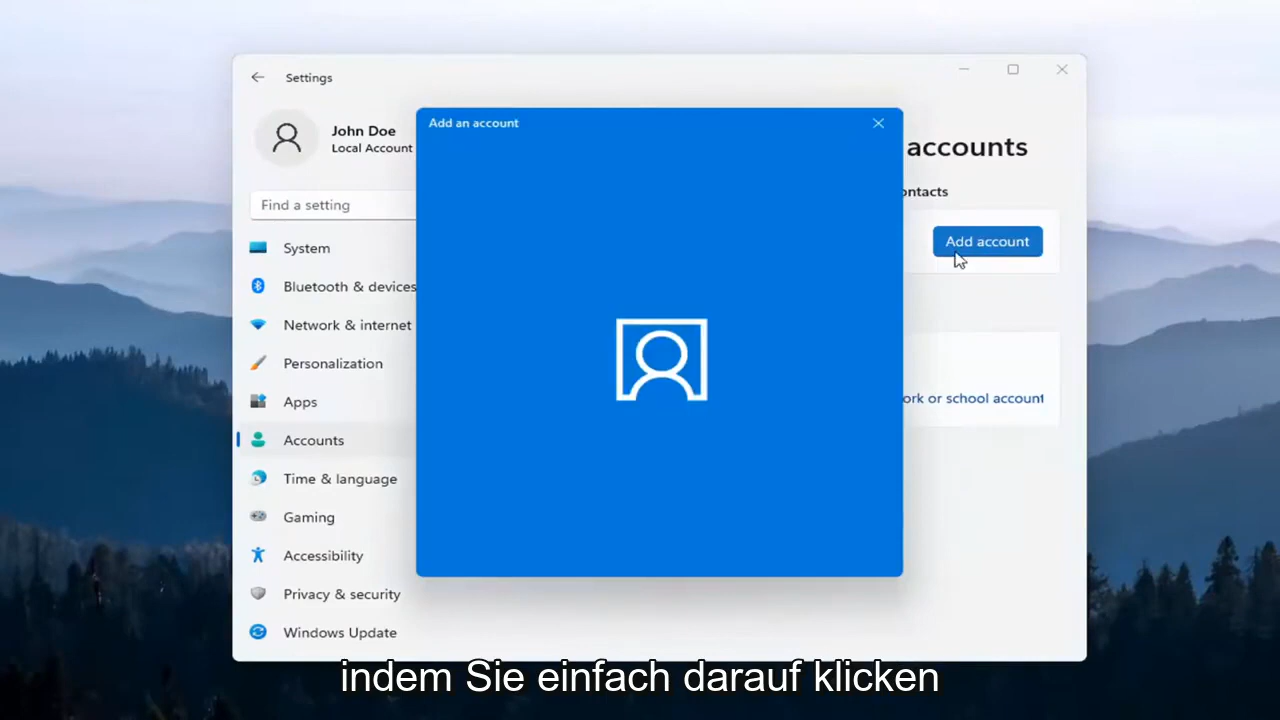 Settings
John Doe
Local Account
Find a setting
System
Bluetooth & devices
Network & internet
Personalization
Apps
Accounts
Time & language
Gaming
Accessibility
Privacy & security
Windows Update
Add an account
accounts
ontacts
Add account
ork or school account
indem Sie einfach darauf klicken